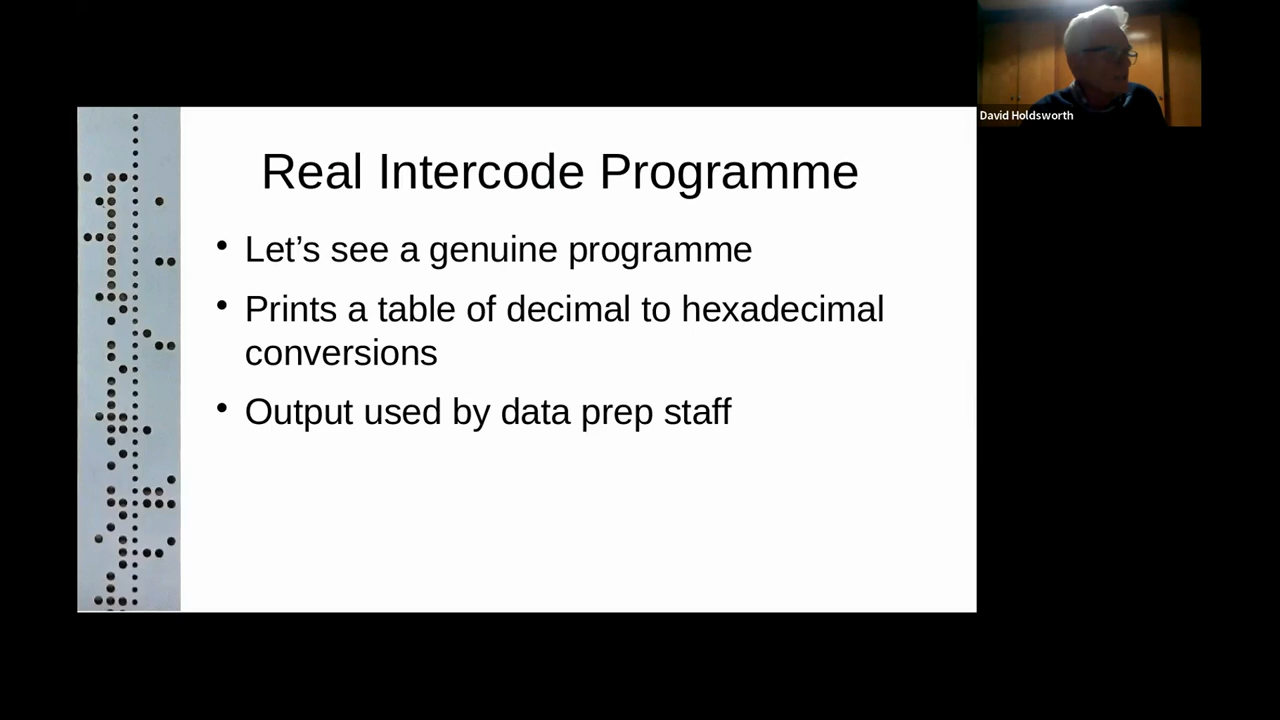 David Holdsworth
Real Intercode Programme
• Let’s see a genuine programme
• Prints a table of decimal to hexadecimal
conversions
• Output used by data prep staff